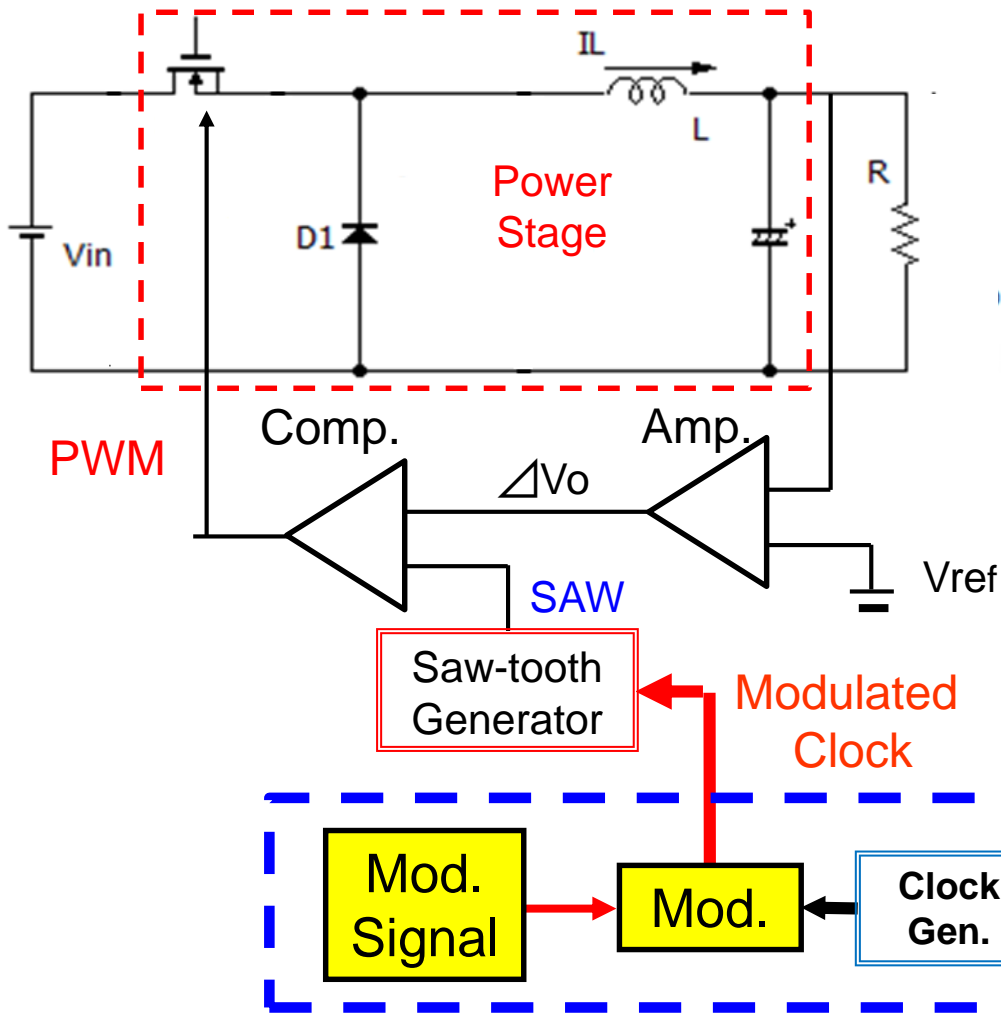 IL
L
R
Power
Stage
Vin
D1
+
Comp.
Amp.
PWM
⊿Vo
Vref
SAW
Saw-tooth
Generator
Modulated
Clock
Mod.
Signal
Mod.
Clock
Gen.